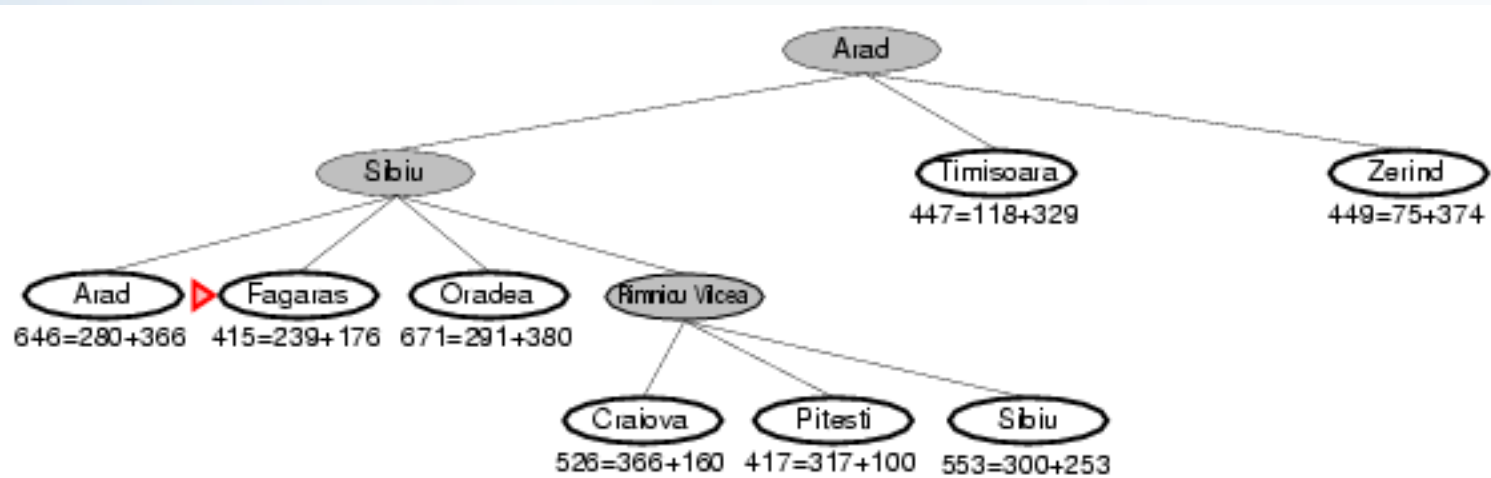 Arad
Sibiu
Timisoara
Zerind
447=118+329
449=75+374
Arad
Fagaras
Oradea
Rimnicu Vilcea
646=280+366
415=239+176
671=291+380
Craiova
Pitesti
Sibiu
526=366+160
417=317+100
553=300+253